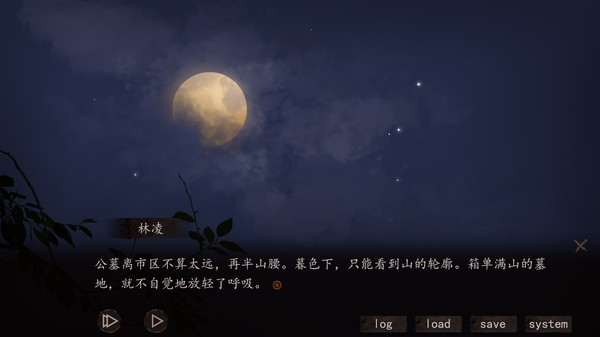 林凌
公墓离市区不算太远，再半山腰。暮色下，只能看到山的轮廓。箱单满山的墓
地，就不自觉地放轻了呼吸。
log load save system